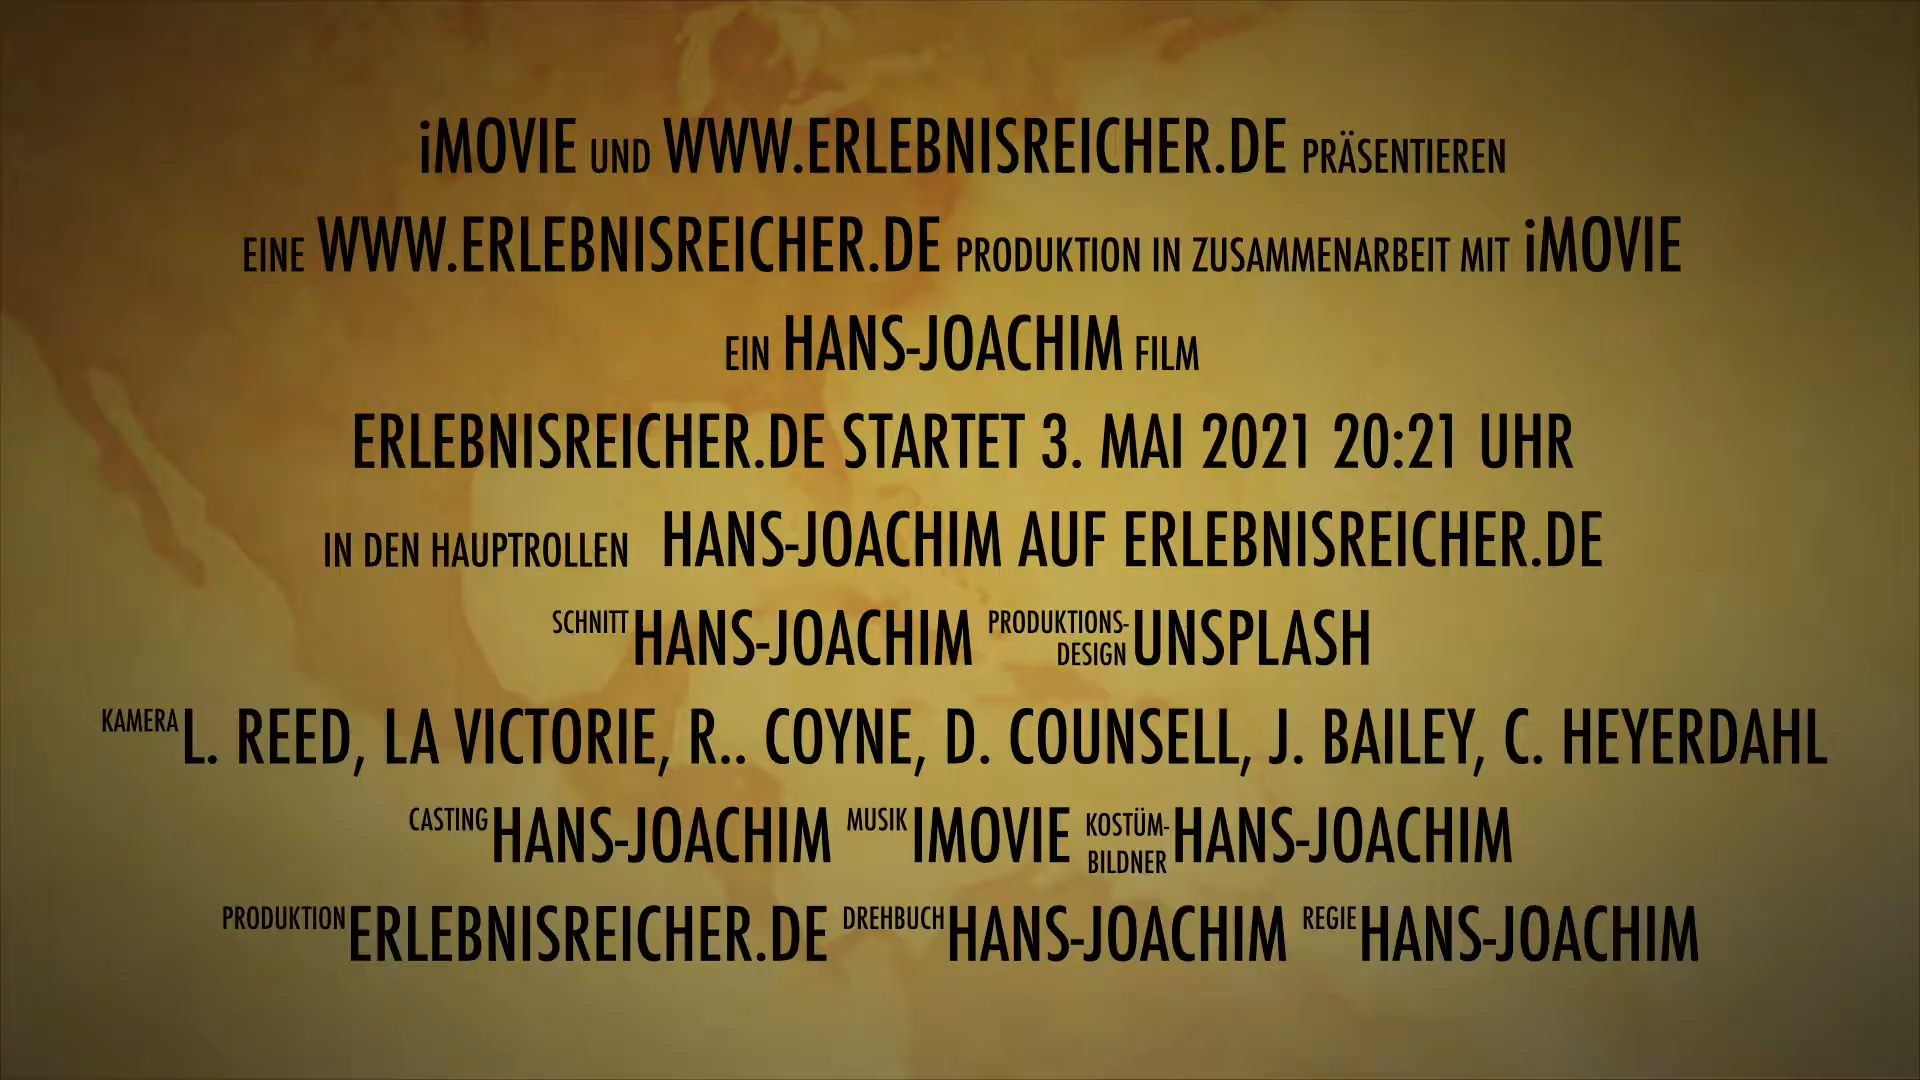 iMOVIE UND WWW.ERLEBNISREICHER.DE PRÄSENTIEREN
EINE WWW.ERLEBNISREICHER.DE PRODUKTION IN ZUSAMMENARBEIT MIT iMOVIE
EIN HANS-JOACHIM FILM
ERLEBNISREICHER.DE STARTET 3. MAI 2021 20:21 UHR
IN DEN HAUPTROLLEN HANS-JOACHIM AUF ERLEBNISREICHER.DE
SCHNITT HANS-JOACHIM PRODUKTIONS-DESIGN UNSPLASH
KAMERA L. REED, LA VICTORIE, R.. COYNE, D. COUNSELL, J. BAILEY, C. HEYERDAHL
CASTING HANS-JOACHIM MUSIK IMOVIE KOSTÜM-BILDNER HANS-JOACHIM
PRODUKTION ERLEBNISREICHER.DE DREHBUCH HANS-JOACHIM REGIE HANS-JOACHIM